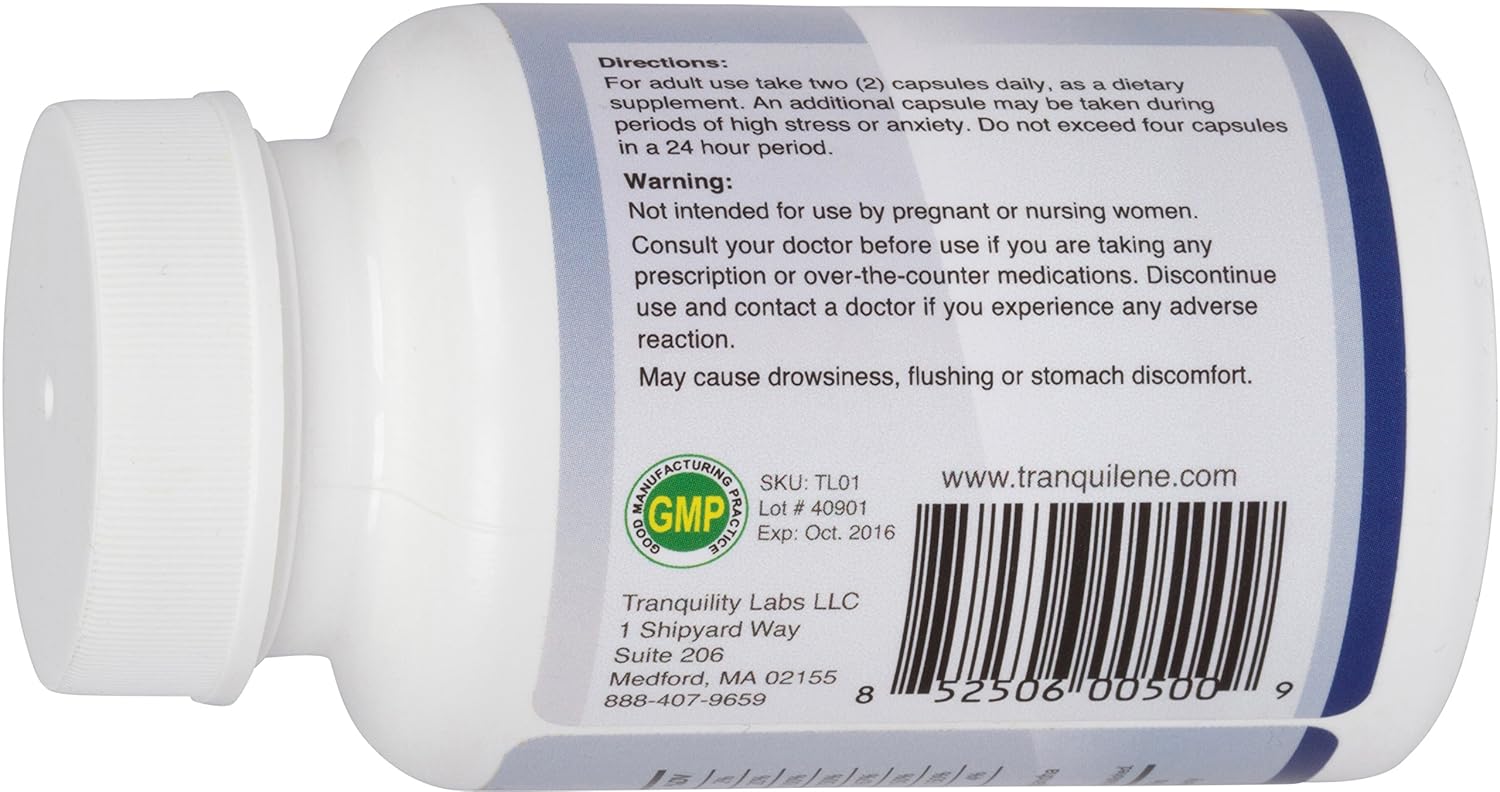 Directions:
For adult use take two (2) capsules daily, as a dietary
supplement. An additional capsule may be taken during
periods of high stress or anxiety. Do not exceed four capsules
in a 24 hour period.
Warning:
Not intended for use by pregnant or nursing women.
Consult your doctor before use if you are taking any
prescription or over-the-counter medications. Discontinue
use and contact a doctor if you experience any adverse
reaction.
May cause drowsiness, flushing or stomach discomfort.
GOOD MANUFACTURING PRACTICE
GMP
SKU: TL01
Lot # 40901
Exp: Oct. 2016
www.tranquilene.com
Tranquility Labs LLC
1 Shipyard Way
Suite 206
Medford, MA 02155
888-407-9659
8 52506 00500 9